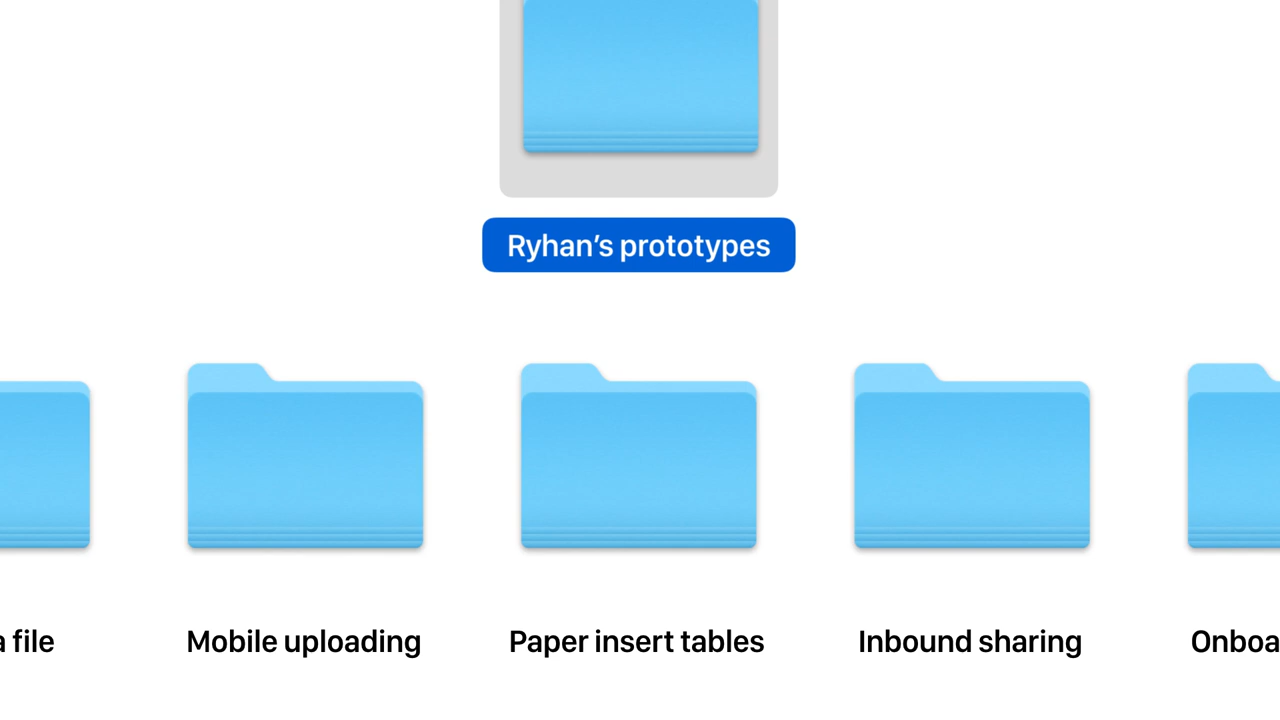 Ryhan’s prototypes
a file
Mobile uploading
Paper insert tables
Inbound sharing
Onboa